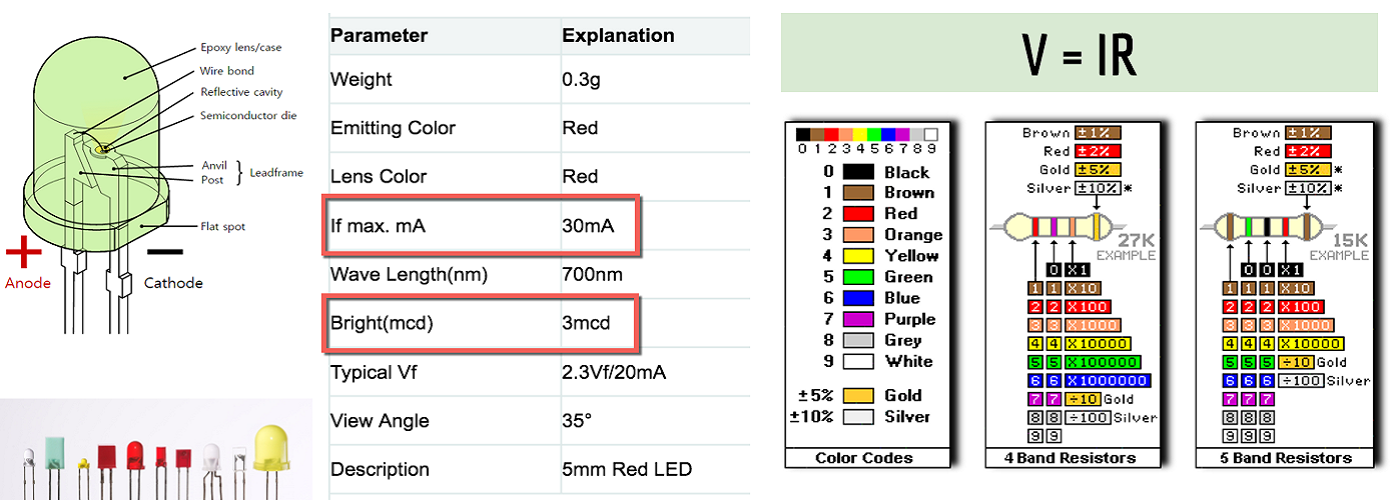 Epoxy lens/case
Wire bond
Reflective cavity
Semiconductor die
Anvil
Post
Leadframe
Flat spot
+
−
Anode
Cathode
Parameter Explanation
Weight 0.3g
Emitting Color Red
Lens Color Red
If max. mA 30mA
Wave Length(nm) 700nm
Bright(mcd) 3mcd
Typical Vf 2.3Vf/20mA
View Angle 35°
Description 5mm Red LED
V = IR
0 1 2 3 4 5 6 7 8 9
0 Black
1 Brown
2 Red
3 Orange
4 Yellow
5 Green
6 Blue
7 Purple
8 Grey
9 White
±5% Gold
±10% Silver
Color Codes
Brown ±1%
Red ±2%
Gold ±5% *
Silver ±10% *
27K
EXAMPLE
0 X1
1 1 X10
2 2 X100
3 3 X1000
4 4 X10000
5 5 X100000
6 6 X1000000
7 7 ÷10 Gold
8 8 ÷100 Silver
9 9
4 Band Resistors
Brown ±1%
Red ±2%
Gold ±5% *
Silver ±10% *
15K
EXAMPLE
0 0 X1
1 1 1 X10
2 2 2 X100
3 3 3 X1000
4 4 4 X10000
5 5 5 ÷10 Gold
6 6 6 ÷100 Silver
7 7 7
8 8 8
9 9 9
5 Band Resistors